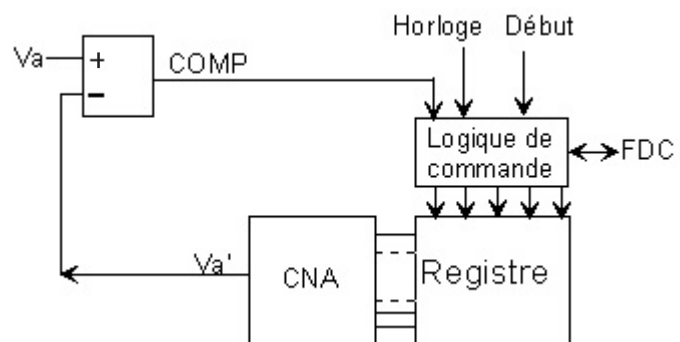 Horloge Début
Va
+
COMP
−
Logique de
commande
FDC
Va'
CNA
Registre